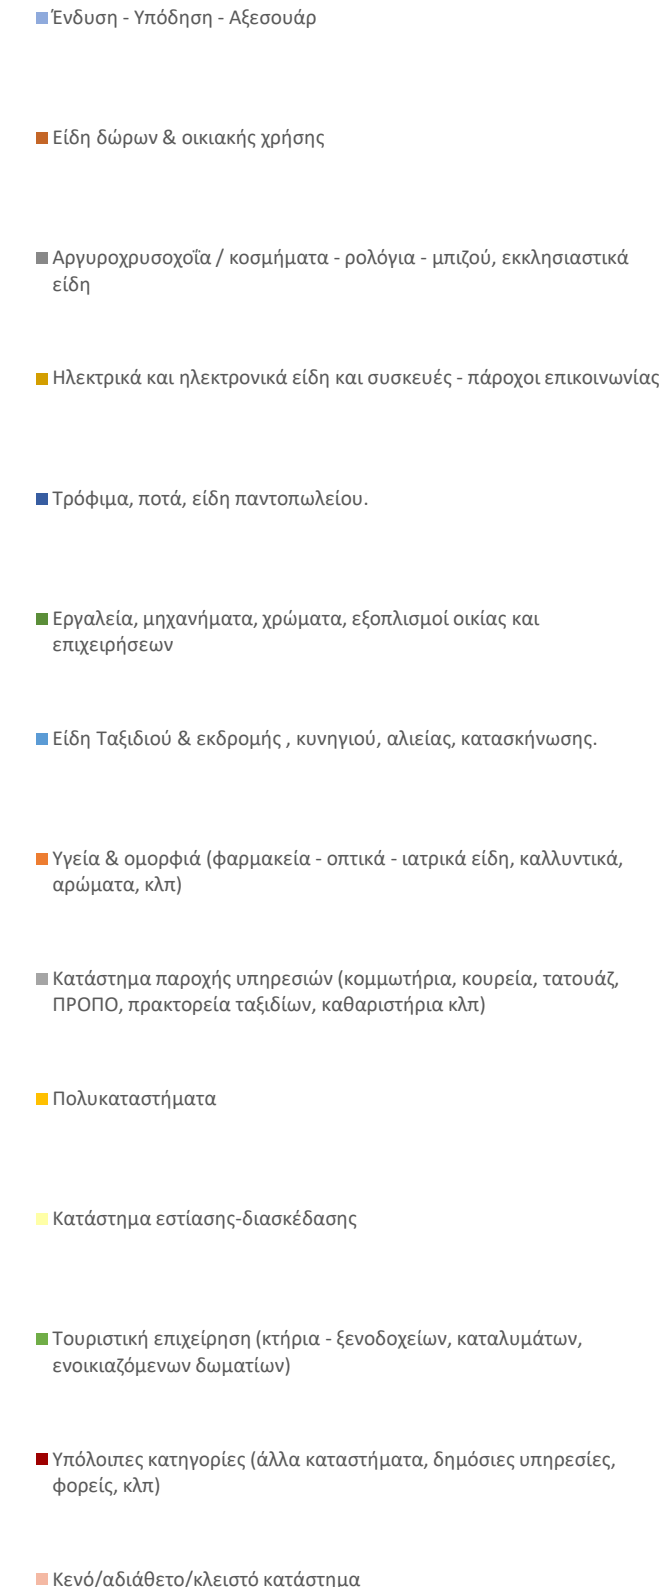 Ένδυση - Υπόδηση - Αξεσουάρ
Είδη δώρων & οικιακής χρήσης
Αργυροχρυσοχοΐα / κοσμήματα - ρολόγια - μπιζού, εκκλησιαστικά
είδη
Ηλεκτρικά και ηλεκτρονικά είδη και συσκευές - πάροχοι επικοινωνίας
Τρόφιμα, ποτά, είδη παντοπωλείου.
Εργαλεία, μηχανήματα, χρώματα, εξοπλισμοί οικίας και
επιχειρήσεων
Είδη Ταξιδιού & εκδρομής , κυνηγιού, αλιείας, κατασκήνωσης.
Υγεία & ομορφιά (φαρμακεία - οπτικά - ιατρικά είδη, καλλυντικά,
αρώματα, κλπ)
Κατάστημα παροχής υπηρεσιών (κομμωτήρια, κουρεία, τατουάζ,
ΠΡΟΠΟ, πρακτορεία ταξιδίων, καθαριστήρια κλπ)
Πολυκαταστήματα
Κατάστημα εστίασης-διασκέδασης
Τουριστική επιχείρηση (κτήρια - ξενοδοχείων, καταλυμάτων,
ενοικιαζόμενων δωματίων)
Υπόλοιπες κατηγορίες (άλλα καταστήματα, δημόσιες υπηρεσίες,
φορείς, κλπ)
Κενό/αδιάθετο/κλειστό κατάστημα